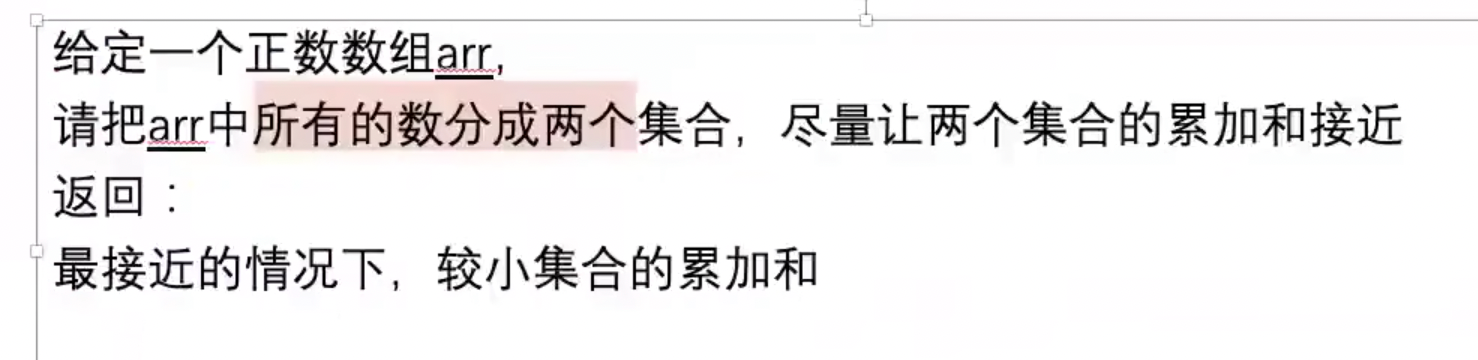 给定一个正数数组arr,
请把arr中所有的数分成两个集合，尽量让两个集合的累加和接近
返回：
最接近的情况下，较小集合的累加和